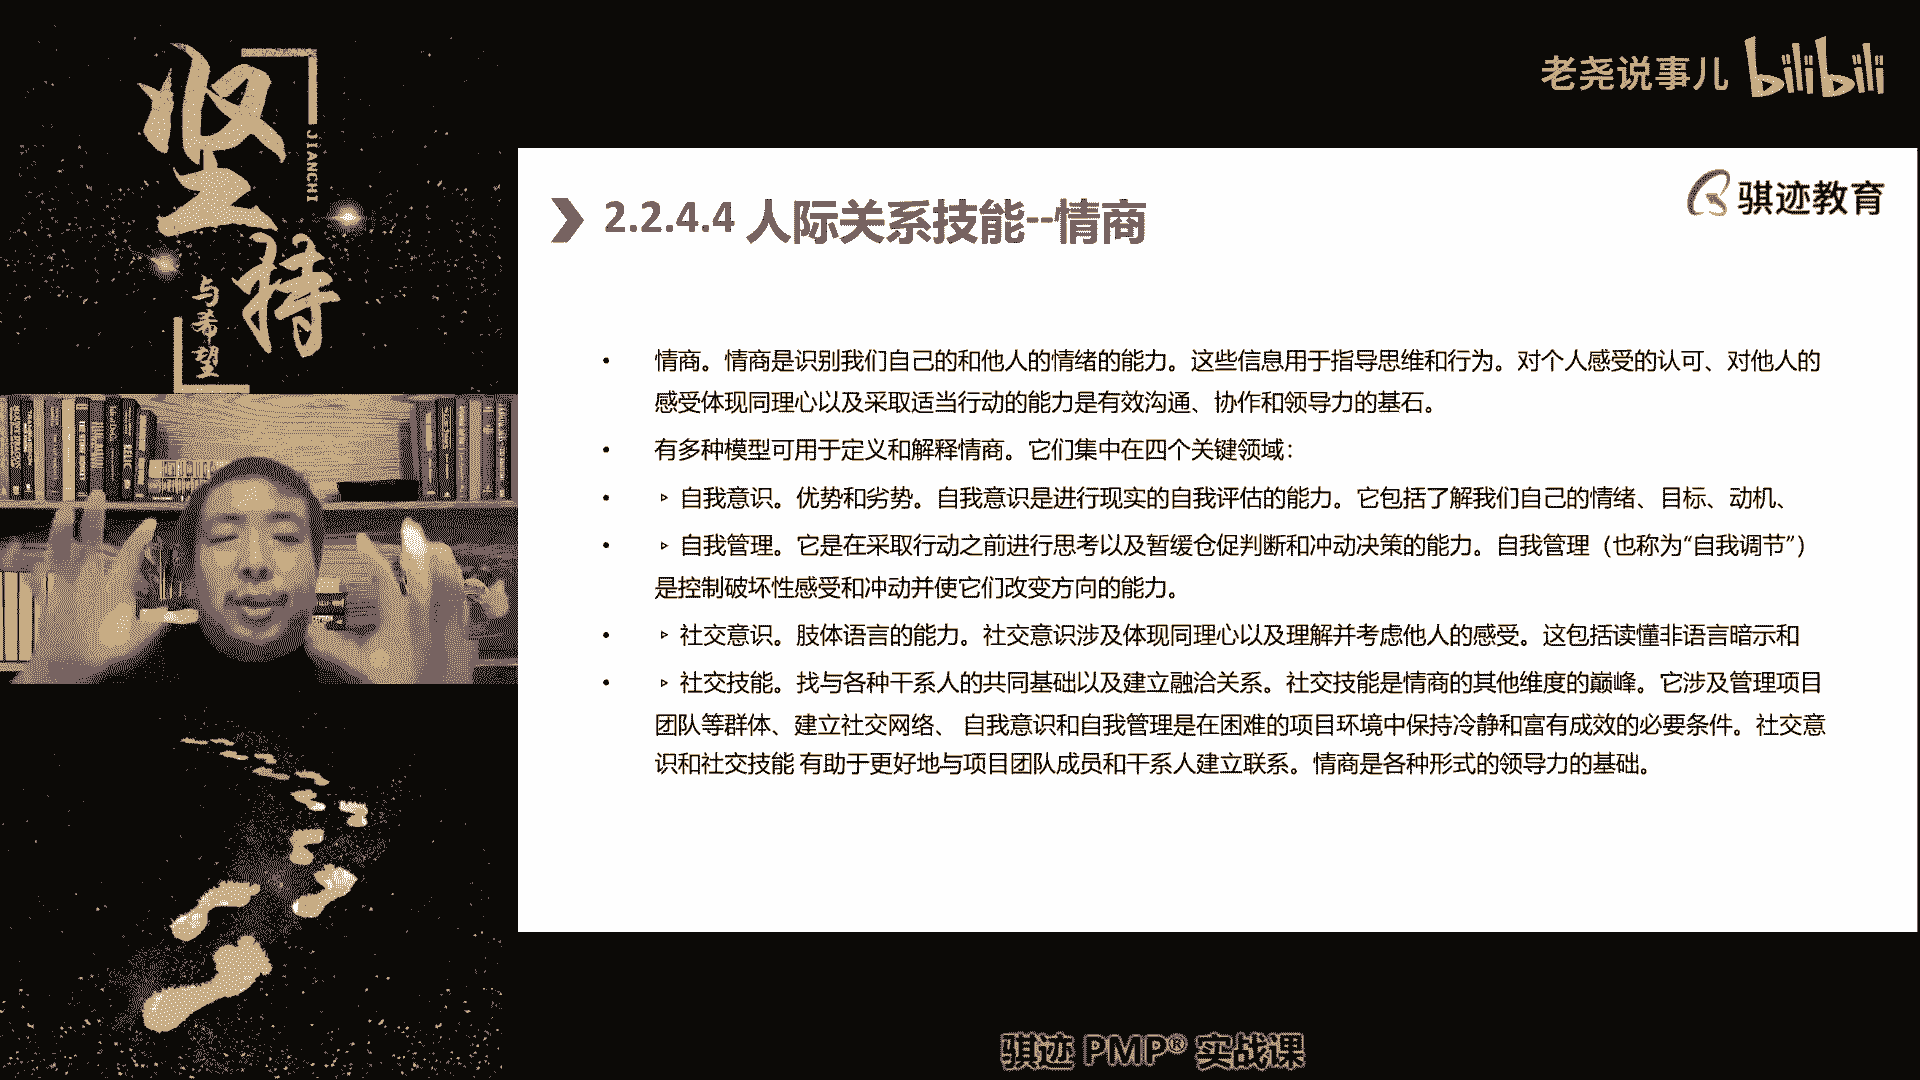 坚持
JIANCHI
与希望
老尧说事儿 bilibili
骐迹教育
2.2.4.4 人际关系技能--情商
• 情商。情商是识别我们自己的和他人的情绪的能力。这些信息用于指导思维和行为。对个人感受的认可、对他人的
感受体现同理心以及采取适当行动的能力是有效沟通、协作和领导力的基石。
• 有多种模型可用于定义和解释情商。它们集中在四个关键领域：
• ▹ 自我意识。优势和劣势。自我意识是进行现实的自我评估的能力。它包括了解我们自己的情绪、目标、动机、
• ▹ 自我管理。它是在采取行动之前进行思考以及暂缓仓促判断和冲动决策的能力。自我管理（也称为“自我调节”）
是控制破坏性感受和冲动并使它们改变方向的能力。
• ▹ 社交意识。肢体语言的能力。社交意识涉及体现同理心以及理解并考虑他人的感受。这包括读懂非语言暗示和
• ▹ 社交技能。找与各种干系人的共同基础以及建立融洽关系。社交技能是情商的其他维度的巅峰。它涉及管理项目
团队等群体、建立社交网络、 自我意识和自我管理是在困难的项目环境中保持冷静和富有成效的必要条件。社交意
识和社交技能 有助于更好地与项目团队成员和干系人建立联系。情商是各种形式的领导力的基础。
骐迹 PMP® 实战课